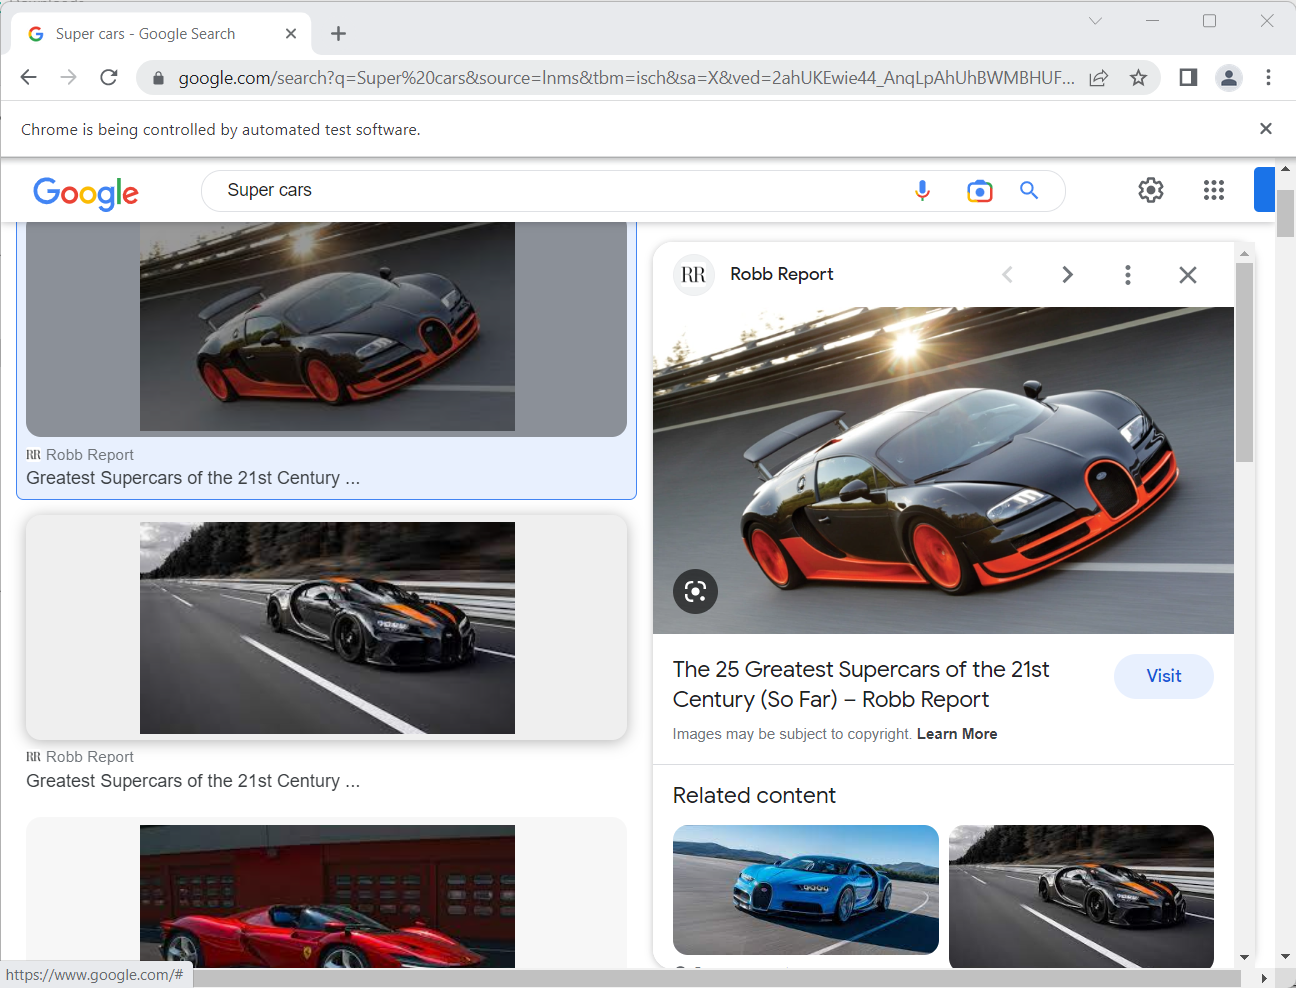 Super cars - Google Search
google.com/search?q=Super%20cars&source=lnms&tbm=isch&sa=X&ved=2ahUKEwie44_AnqLpAhUhBWMBHUF...
Chrome is being controlled by automated test software.
Google
Super cars
RR Robb Report
Greatest Supercars of the 21st Century ...
RR Robb Report
Greatest Supercars of the 21st Century ...
RR Robb Report
The 25 Greatest Supercars of the 21st
Century (So Far) – Robb Report
Visit
Images may be subject to copyright. Learn More
Related content
https://www.google.com/#